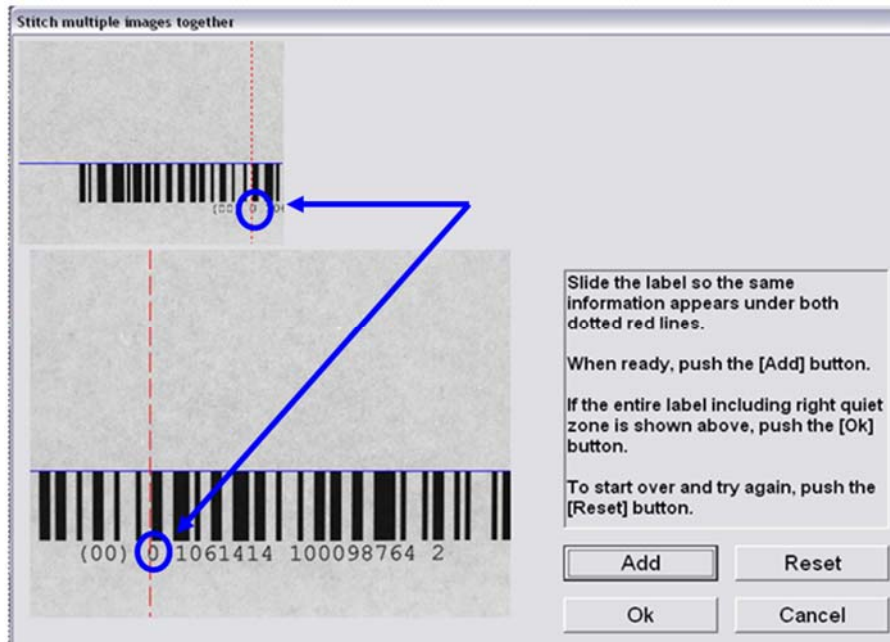 Stitch multiple images together
(00) 0 06
Slide the label so the same
information appears under both
dotted red lines.
When ready, push the [Add] button.
If the entire label including right quiet
zone is shown above, push the [Ok]
button.
To start over and try again, push the
[Reset] button.
(00) 0 1061414 100098764 2
Add
Reset
Ok
Cancel